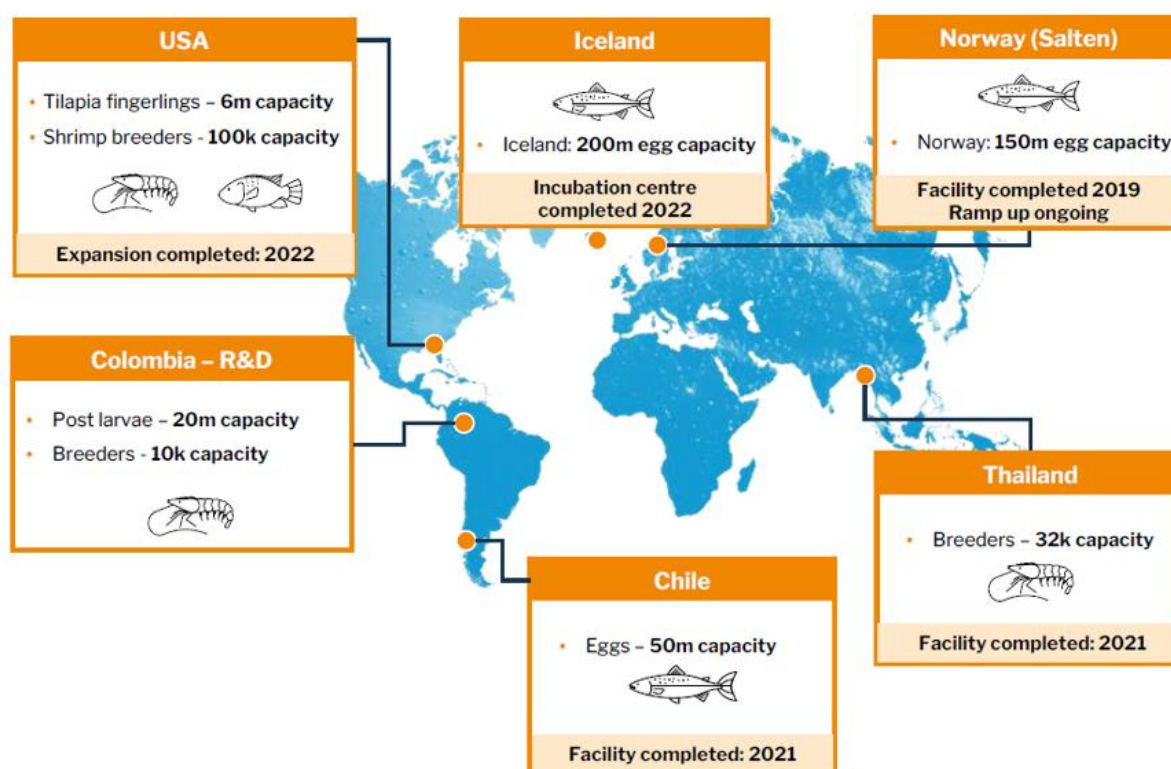 USA
• Tilapia fingerlings – 6m capacity
• Shrimp breeders - 100k capacity
Expansion completed: 2022
Iceland
• Iceland: 200m egg capacity
Incubation centre
completed 2022
Norway (Salten)
• Norway: 150m egg capacity
Facility completed 2019
Ramp up ongoing
Colombia – R&D
• Post larvae – 20m capacity
• Breeders - 10k capacity
Chile
• Eggs – 50m capacity
Facility completed: 2021
Thailand
• Breeders – 32k capacity
Facility completed: 2021